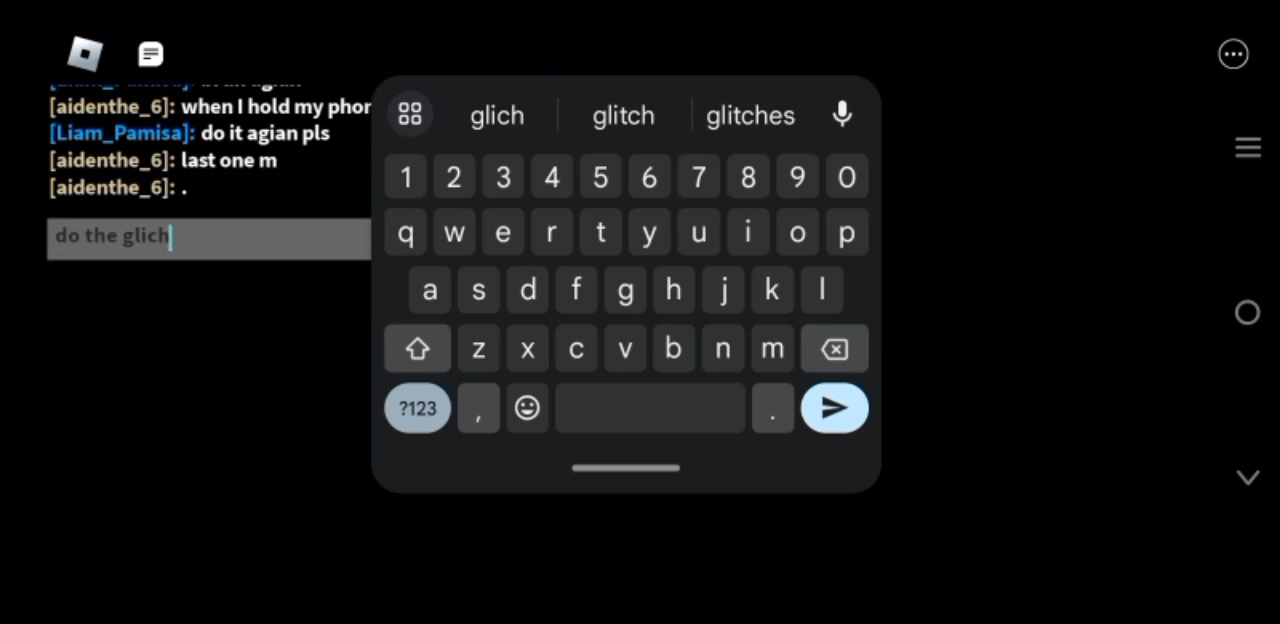 [aidenthe_6]: when I hold my phor
[Liam_Pamisa]: do it agian pls
[aidenthe_6]: last one m
[aidenthe_6]: .
do the glich
glich glitch glitches
1 2 3 4 5 6 7 8 9 0
q w e r t y u i o p
a s d f g h j k l
z x c v b n m
?123 , .